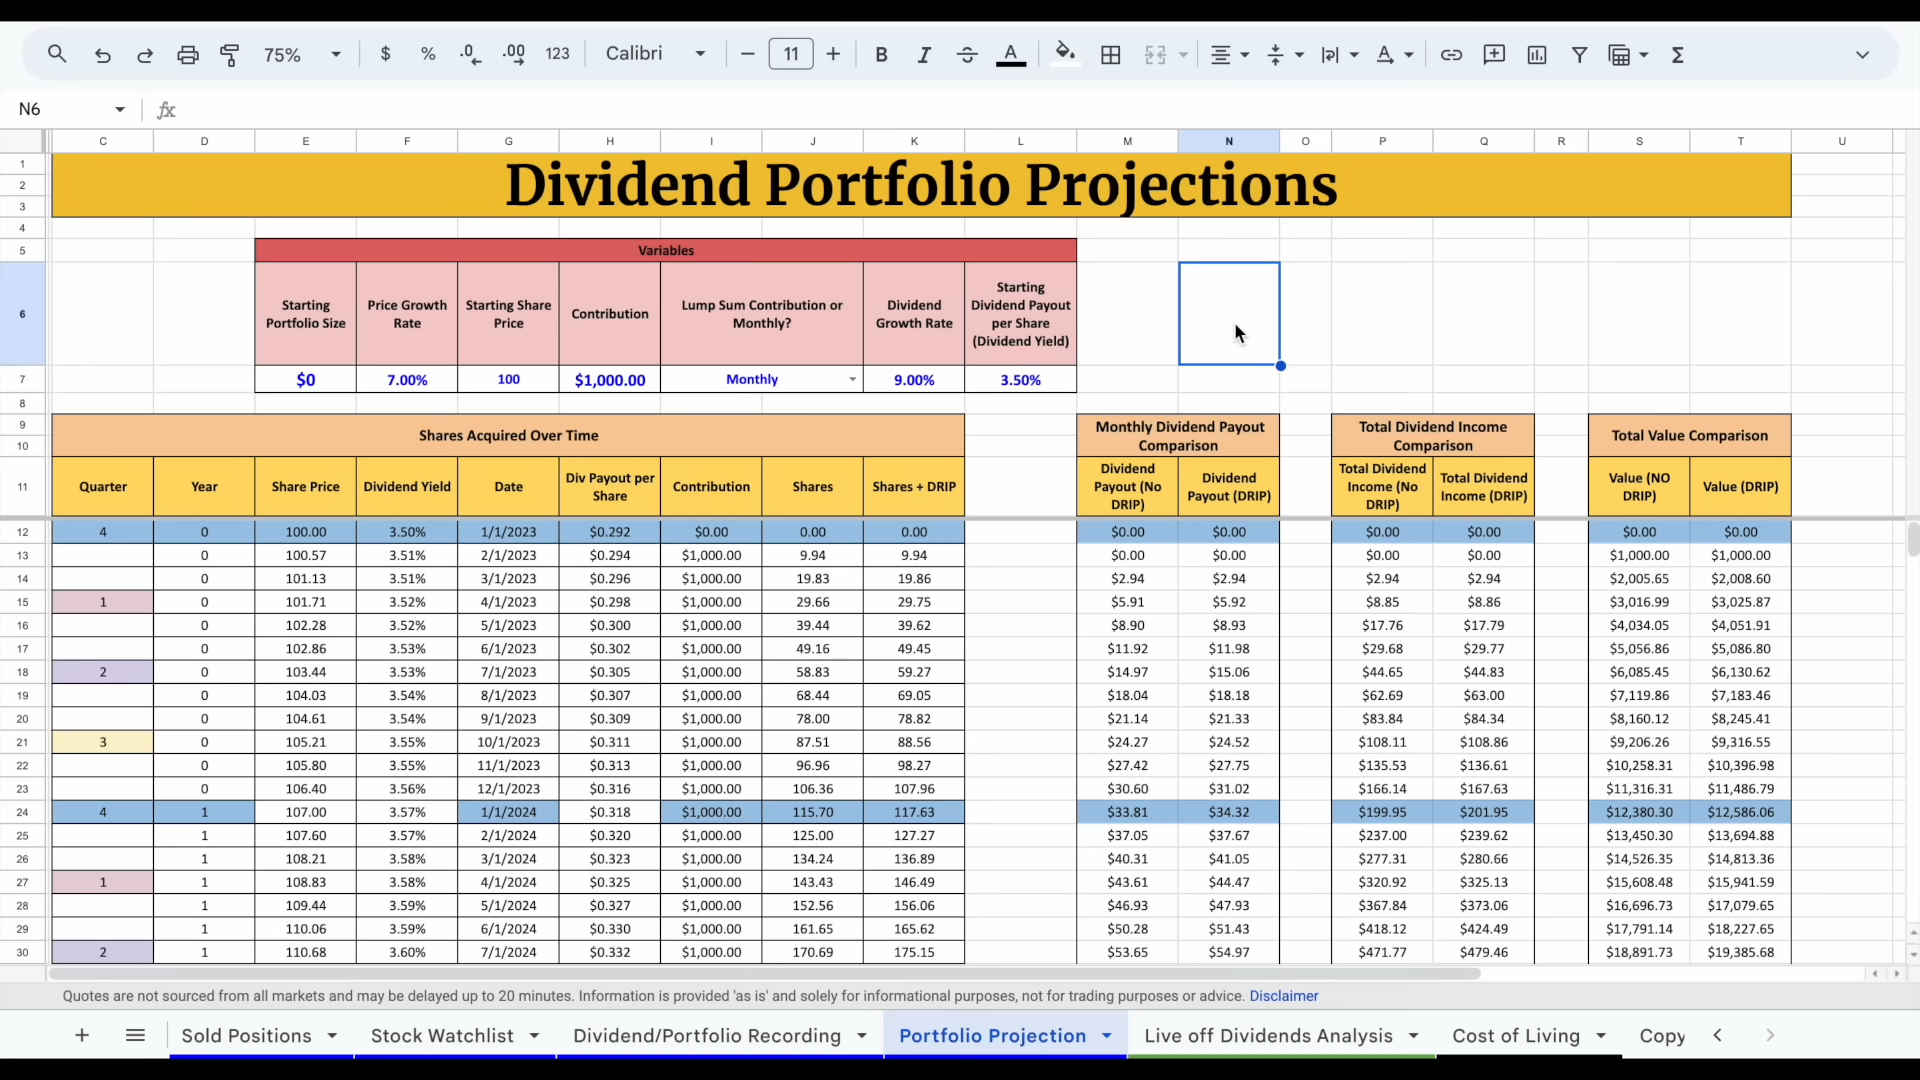 75% $ % .0 .00 123 Calibri 11 B I A A Σ
N6 fx
C D E F G H I J K L M N O P Q R S T U
1
2 Dividend Portfolio Projections
3
4
5 Variables
6 Starting Portfolio Size Price Growth Rate Starting Share Price Contribution Lump Sum Contribution or Monthly? Dividend Growth Rate Starting Dividend Payout per Share (Dividend Yield)
7 $0 7.00% 100 $1,000.00 Monthly 9.00% 3.50%
8
9 Shares Acquired Over Time Monthly Dividend Payout Comparison Total Dividend Income Comparison Total Value Comparison
10
11 Quarter Year Share Price Dividend Yield Date Div Payout per Share Contribution Shares Shares + DRIP Dividend Payout (No DRIP) Dividend Payout (DRIP) Total Dividend Income (No DRIP) Total Dividend Income (DRIP) Value (NO DRIP) Value (DRIP)
12 4 0 100.00 3.50% 1/1/2023 $0.292 $0.00 0.00 0.00 $0.00 $0.00 $0.00 $0.00 $0.00 $0.00
13 0 100.57 3.51% 2/1/2023 $0.294 $1,000.00 9.94 9.94 $0.00 $0.00 $0.00 $0.00 $1,000.00 $1,000.00
14 0 101.13 3.51% 3/1/2023 $0.296 $1,000.00 19.83 19.86 $2.94 $2.94 $2.94 $2.94 $2,005.65 $2,008.60
15 1 0 101.71 3.52% 4/1/2023 $0.298 $1,000.00 29.66 29.75 $5.91 $5.92 $8.85 $8.86 $3,016.99 $3,025.87
16 0 102.28 3.52% 5/1/2023 $0.300 $1,000.00 39.44 39.62 $8.90 $8.93 $17.76 $17.79 $4,034.05 $4,051.91
17 0 102.86 3.53% 6/1/2023 $0.302 $1,000.00 49.16 49.45 $11.92 $11.98 $29.68 $29.77 $5,056.86 $5,086.80
18 2 0 103.44 3.53% 7/1/2023 $0.305 $1,000.00 58.83 59.27 $14.97 $15.06 $44.65 $44.83 $6,085.45 $6,130.62
19 0 104.03 3.54% 8/1/2023 $0.307 $1,000.00 68.44 69.05 $18.04 $18.18 $62.69 $63.00 $7,119.86 $7,183.46
20 0 104.61 3.54% 9/1/2023 $0.309 $1,000.00 78.00 78.82 $21.14 $21.33 $83.84 $84.34 $8,160.12 $8,245.41
21 3 0 105.21 3.55% 10/1/2023 $0.311 $1,000.00 87.51 88.56 $24.27 $24.52 $108.11 $108.86 $9,206.26 $9,316.55
22 0 105.80 3.55% 11/1/2023 $0.313 $1,000.00 96.96 98.27 $27.42 $27.75 $135.53 $136.61 $10,258.31 $10,396.98
23 0 106.40 3.56% 12/1/2023 $0.316 $1,000.00 106.36 107.96 $30.60 $31.02 $166.14 $167.63 $11,316.31 $11,486.79
24 4 1 107.00 3.57% 1/1/2024 $0.318 $1,000.00 115.70 117.63 $33.81 $34.32 $199.95 $201.95 $12,380.30 $12,586.06
25 1 107.60 3.57% 2/1/2024 $0.320 $1,000.00 125.00 127.27 $37.05 $37.67 $237.00 $239.62 $13,450.30 $13,694.88
26 1 108.21 3.58% 3/1/2024 $0.323 $1,000.00 134.24 136.89 $40.31 $41.05 $277.31 $280.66 $14,526.35 $14,813.36
27 1 1 108.83 3.58% 4/1/2024 $0.325 $1,000.00 143.43 146.49 $43.61 $44.47 $320.92 $325.13 $15,608.48 $15,941.59
28 1 109.44 3.59% 5/1/2024 $0.327 $1,000.00 152.56 156.06 $46.93 $47.93 $367.84 $373.06 $16,696.73 $17,079.65
29 1 110.06 3.59% 6/1/2024 $0.330 $1,000.00 161.65 165.62 $50.28 $51.43 $418.12 $424.49 $17,791.14 $18,227.65
30 2 1 110.68 3.60% 7/1/2024 $0.332 $1,000.00 170.69 175.15 $53.65 $54.97 $471.77 $479.46 $18,891.73 $19,385.68
Quotes are not sourced from all markets and may be delayed up to 20 minutes. Information is provided 'as is' and solely for informational purposes, not for trading purposes or advice. Disclaimer
Sold Positions Stock Watchlist Dividend/Portfolio Recording Portfolio Projection Live off Dividends Analysis Cost of Living Copy